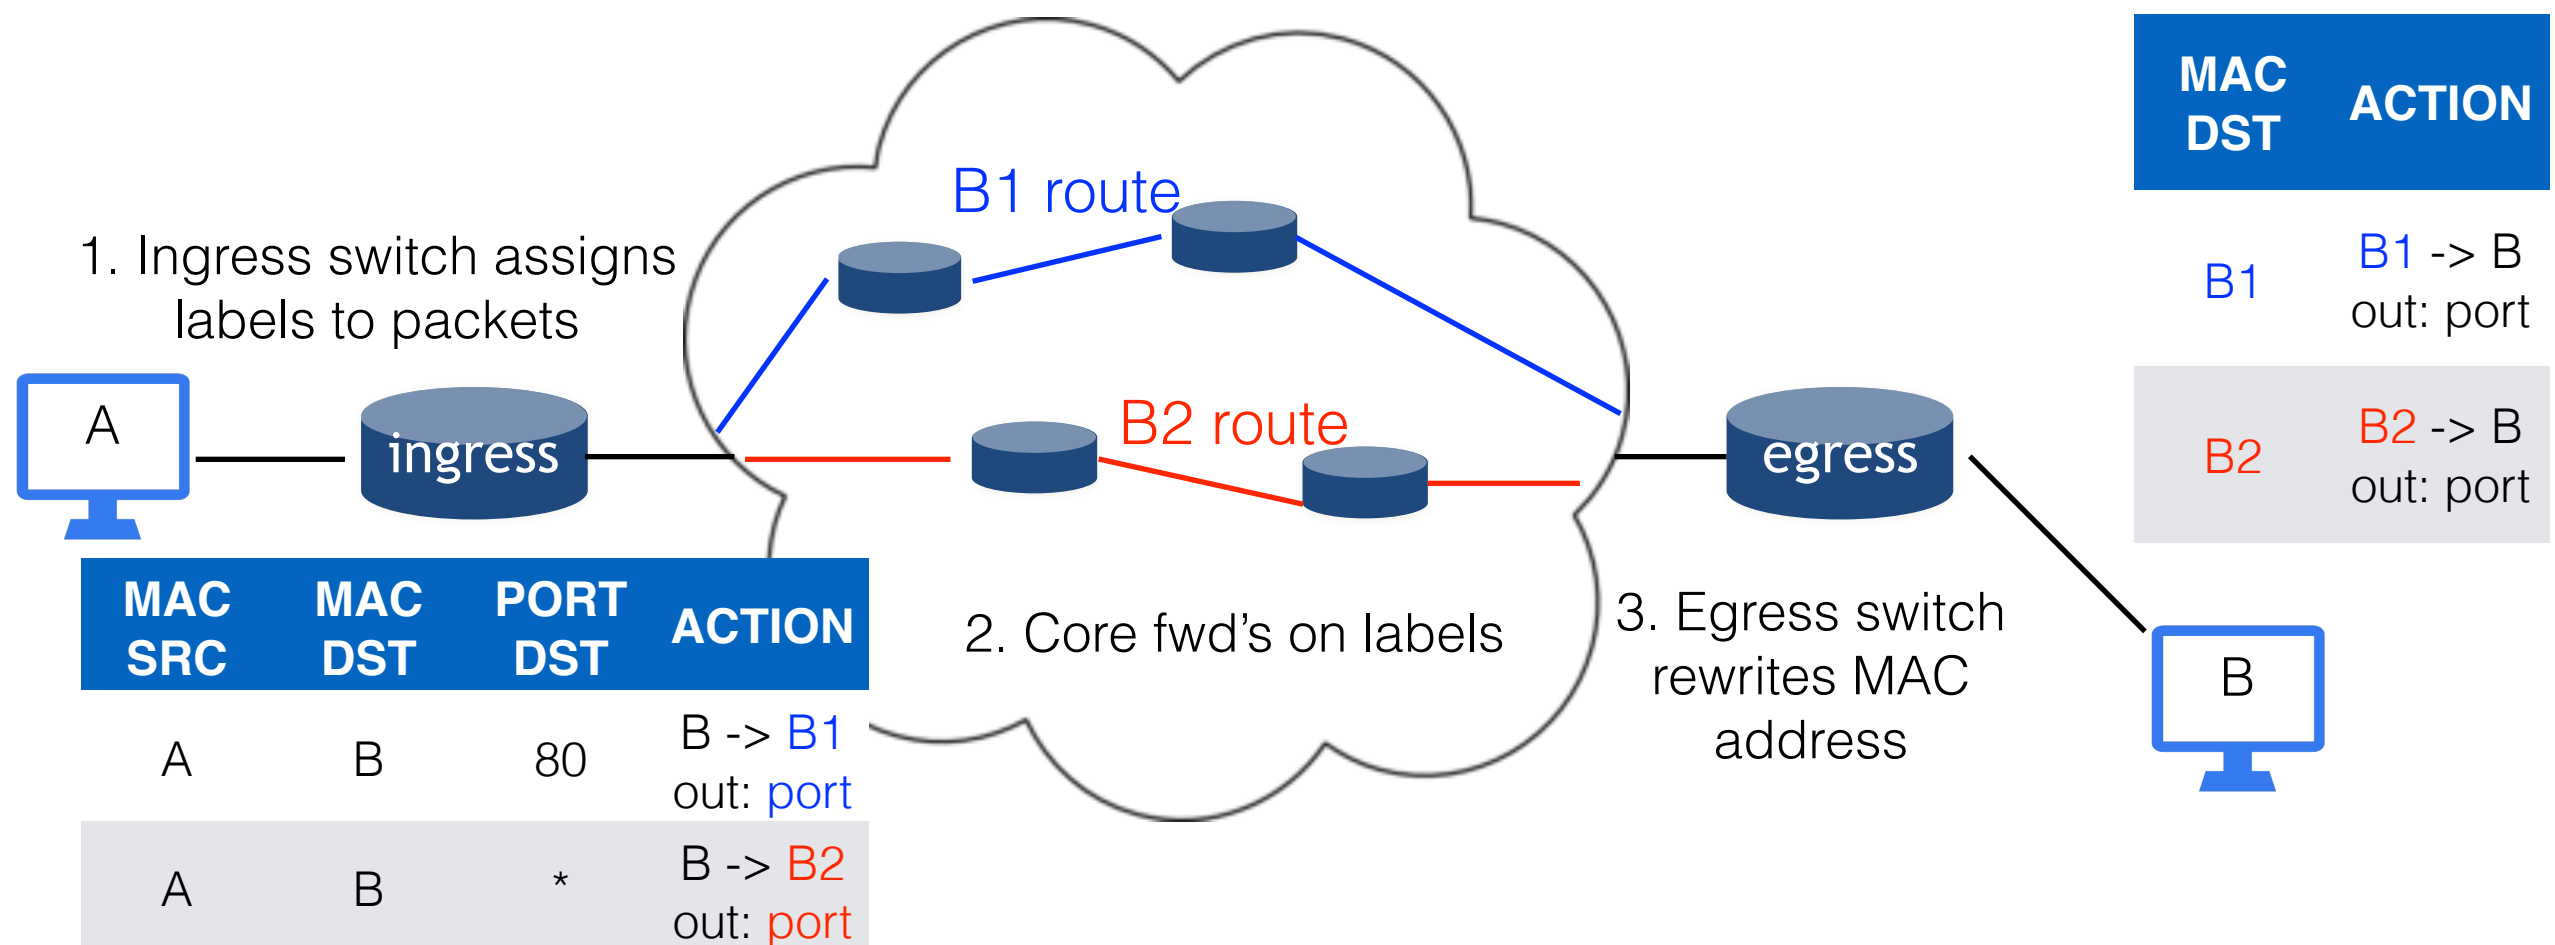 MAC
DST
ACTION
B1
B1 -> B
out: port
B2
B2 -> B
out: port
B1 route
1. Ingress switch assigns
labels to packets
A
ingress
B2 route
egress
MAC
SRC
MAC
DST
PORT
DST
ACTION
A
B
80
B -> B1
out: port
A
B
*
B -> B2
out: port
2. Core fwd's on labels
3. Egress switch
rewrites MAC
address
B